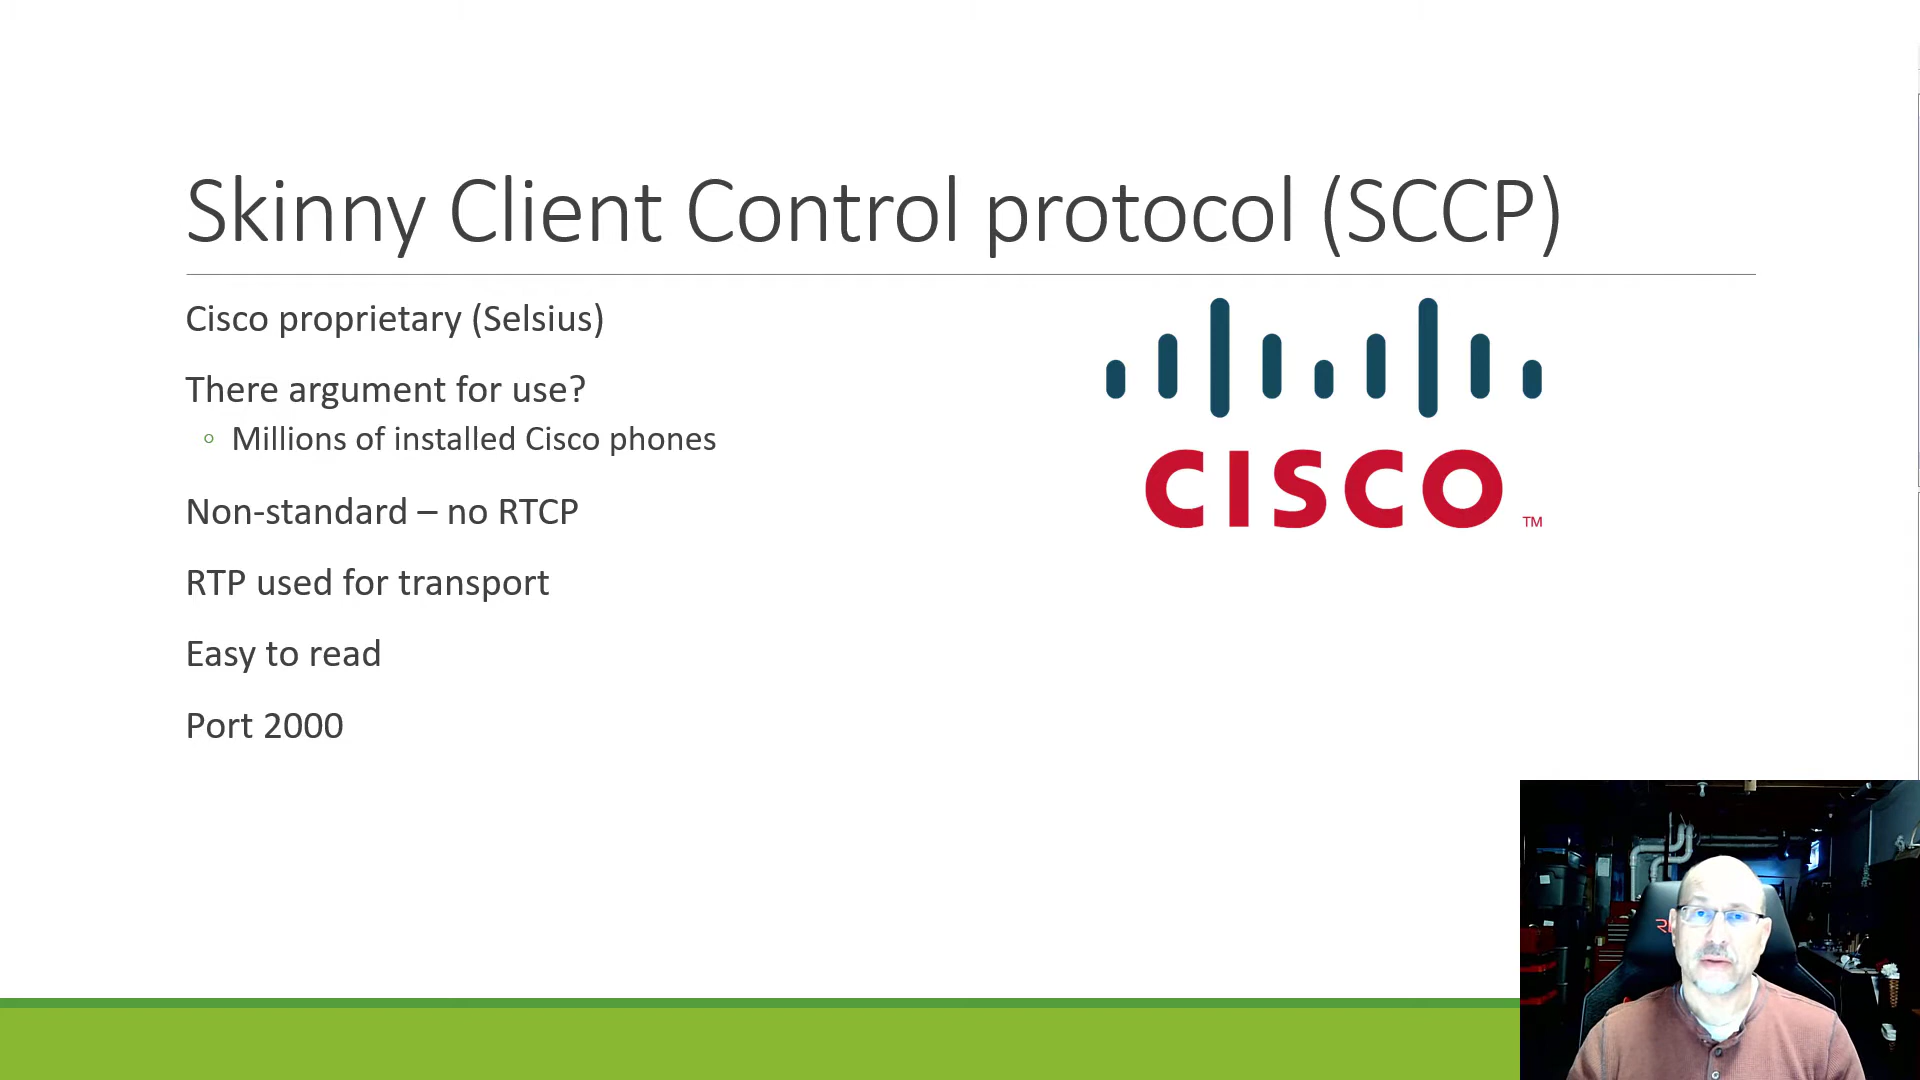 Skinny Client Control protocol (SCCP)
Cisco proprietary (Selsius)
There argument for use?
Millions of installed Cisco phones
Non-standard – no RTCP
RTP used for transport
Easy to read
Port 2000
CISCO
TM